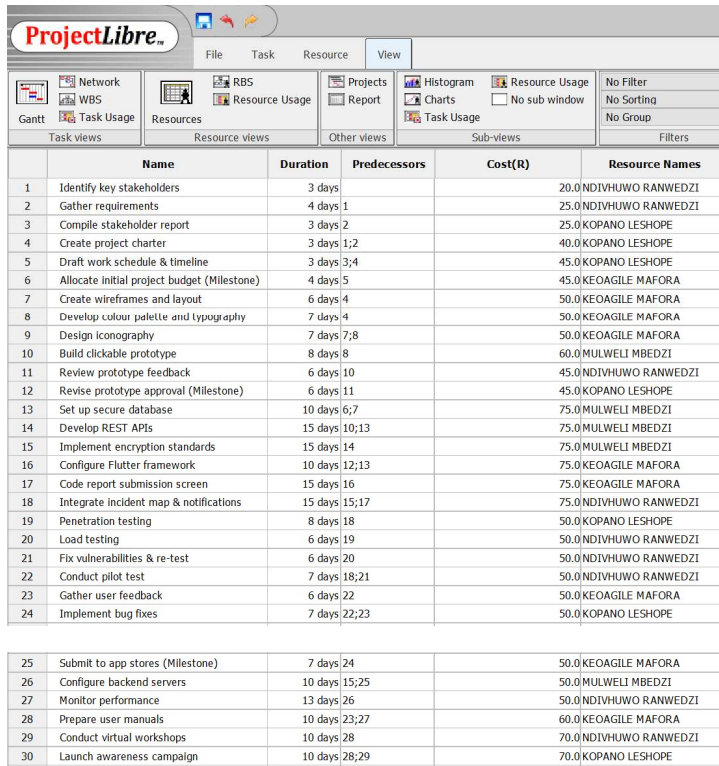 ProjectLibre TM
File Task Resource View
Network RBS Projects Histogram Resource Usage No Filter
WBS Resource Usage Report Charts No sub window No Sorting
Gantt Task Usage Resources Task Usage No Group
Task views Resource views Other views Sub-views Filters
Name Duration Predecessors Cost(R) Resource Names
1 Identify key stakeholders 3 days 20.0 NDIVHUWO RANWEDZI
2 Gather requirements 4 days 1 25.0 NDIVHUWO RANWEDZI
3 Compile stakeholder report 3 days 2 25.0 KOPANO LESHOPE
4 Create project charter 3 days 1;2 40.0 KOPANO LESHOPE
5 Draft work schedule & timeline 3 days 3;4 45.0 KOPANO LESHOPE
6 Allocate initial project budget (Milestone) 4 days 5 45.0 KEOAGILE MAFORA
7 Create wireframes and layout 6 days 4 50.0 KEOAGILE MAFORA
8 Develop colour palette and typography 7 days 4 50.0 KEOAGILE MAFORA
9 Design iconography 7 days 7;8 50.0 KEOAGILE MAFORA
10 Build clickable prototype 8 days 8 60.0 MULWELI MBEDZI
11 Review prototype feedback 6 days 10 45.0 NDIVHUWO RANWEDZI
12 Revise prototype approval (Milestone) 6 days 11 45.0 KOPANO LESHOPE
13 Set up secure database 10 days 6;7 75.0 MULWELI MBEDZI
14 Develop REST APIs 15 days 10;13 75.0 MULWELI MBEDZI
15 Implement encryption standards 15 days 14 75.0 MULWELI MBEDZI
16 Configure Flutter framework 10 days 12;13 75.0 KEOAGILE MAFORA
17 Code report submission screen 15 days 16 75.0 KEOAGILE MAFORA
18 Integrate incident map & notifications 15 days 15;17 75.0 NDIVHUWO RANWEDZI
19 Penetration testing 8 days 18 50.0 KOPANO LESHOPE
20 Load testing 6 days 19 50.0 NDIVHUWO RANWEDZI
21 Fix vulnerabilities & re-test 6 days 20 50.0 NDIVHUWO RANWEDZI
22 Conduct pilot test 7 days 18;21 50.0 NDIVHUWO RANWEDZI
23 Gather user feedback 6 days 22 50.0 KEOAGILE MAFORA
24 Implement bug fixes 7 days 22;23 50.0 KOPANO LESHOPE
25 Submit to app stores (Milestone) 7 days 24 50.0 KEOAGILE MAFORA
26 Configure backend servers 10 days 15;25 50.0 MULWELI MBEDZI
27 Monitor performance 13 days 26 50.0 NDIVHUWO RANWEDZI
28 Prepare user manuals 10 days 23;27 60.0 KEOAGILE MAFORA
29 Conduct virtual workshops 10 days 28 70.0 NDIVHUWO RANWEDZI
30 Launch awareness campaign 10 days 28;29 70.0 KOPANO LESHOPE